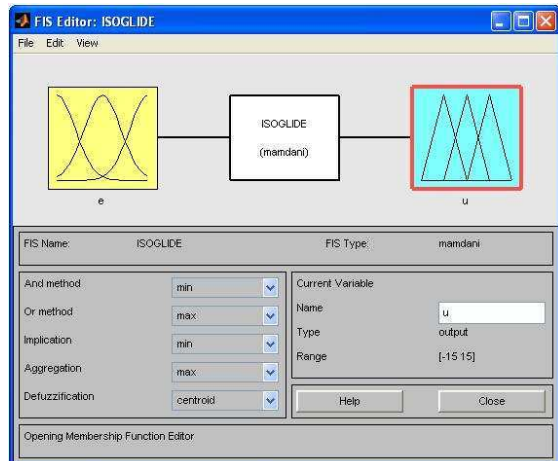 FIS Editor: ISOGLIDE
File Edit View
ISOGLIDE
(mamdani)
e
u
FIS Name: ISOGLIDE FIS Type: mamdani
And method min
Or method max
Implication min
Aggregation max
Defuzzification centroid
Current Variable
Name u
Type output
Range [-15 15]
Help Close
Opening Membership Function Editor